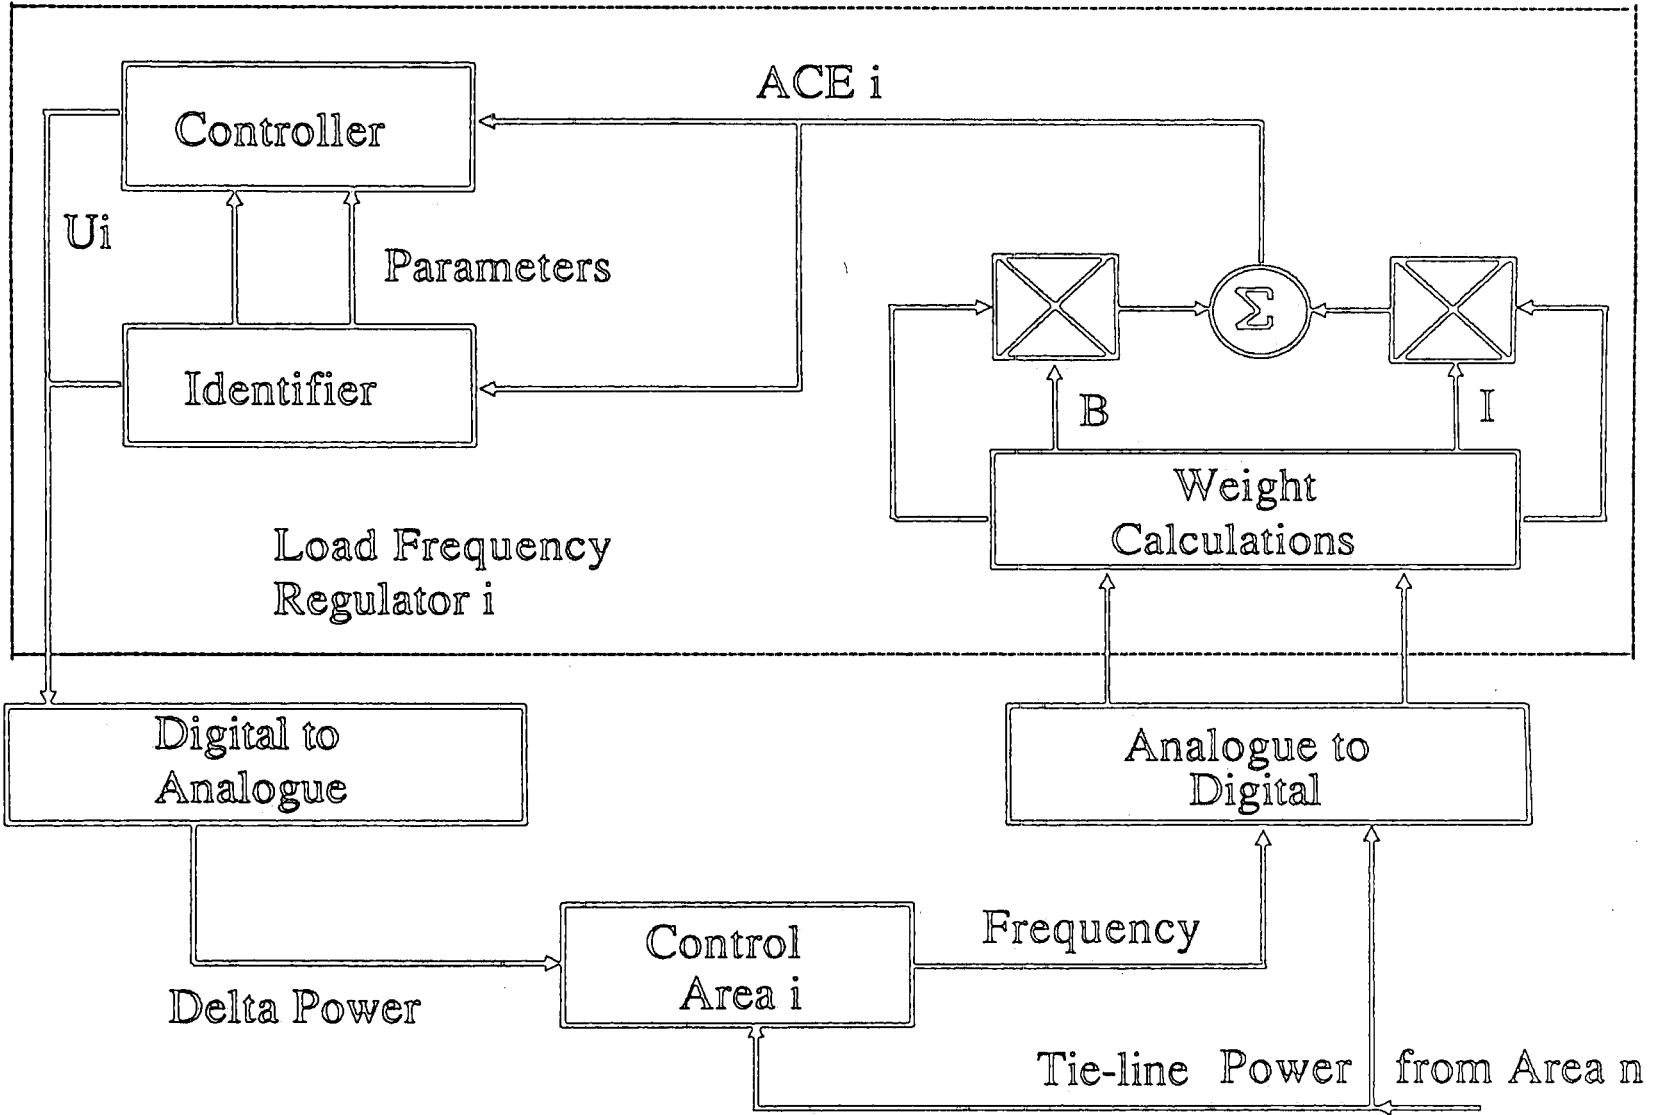 ACE i
Controller
Ui
Parameters
Σ
Identifier
B
I
Weight
Calculations
Load Frequency
Regulator i
Digital to
Analogue
Analogue to
Digital
Control
Area i
Frequency
Delta Power
Tie-line Power from Area n